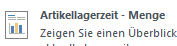 Artikellagerzeit - Menge
Zeigen Sie einen Überblick